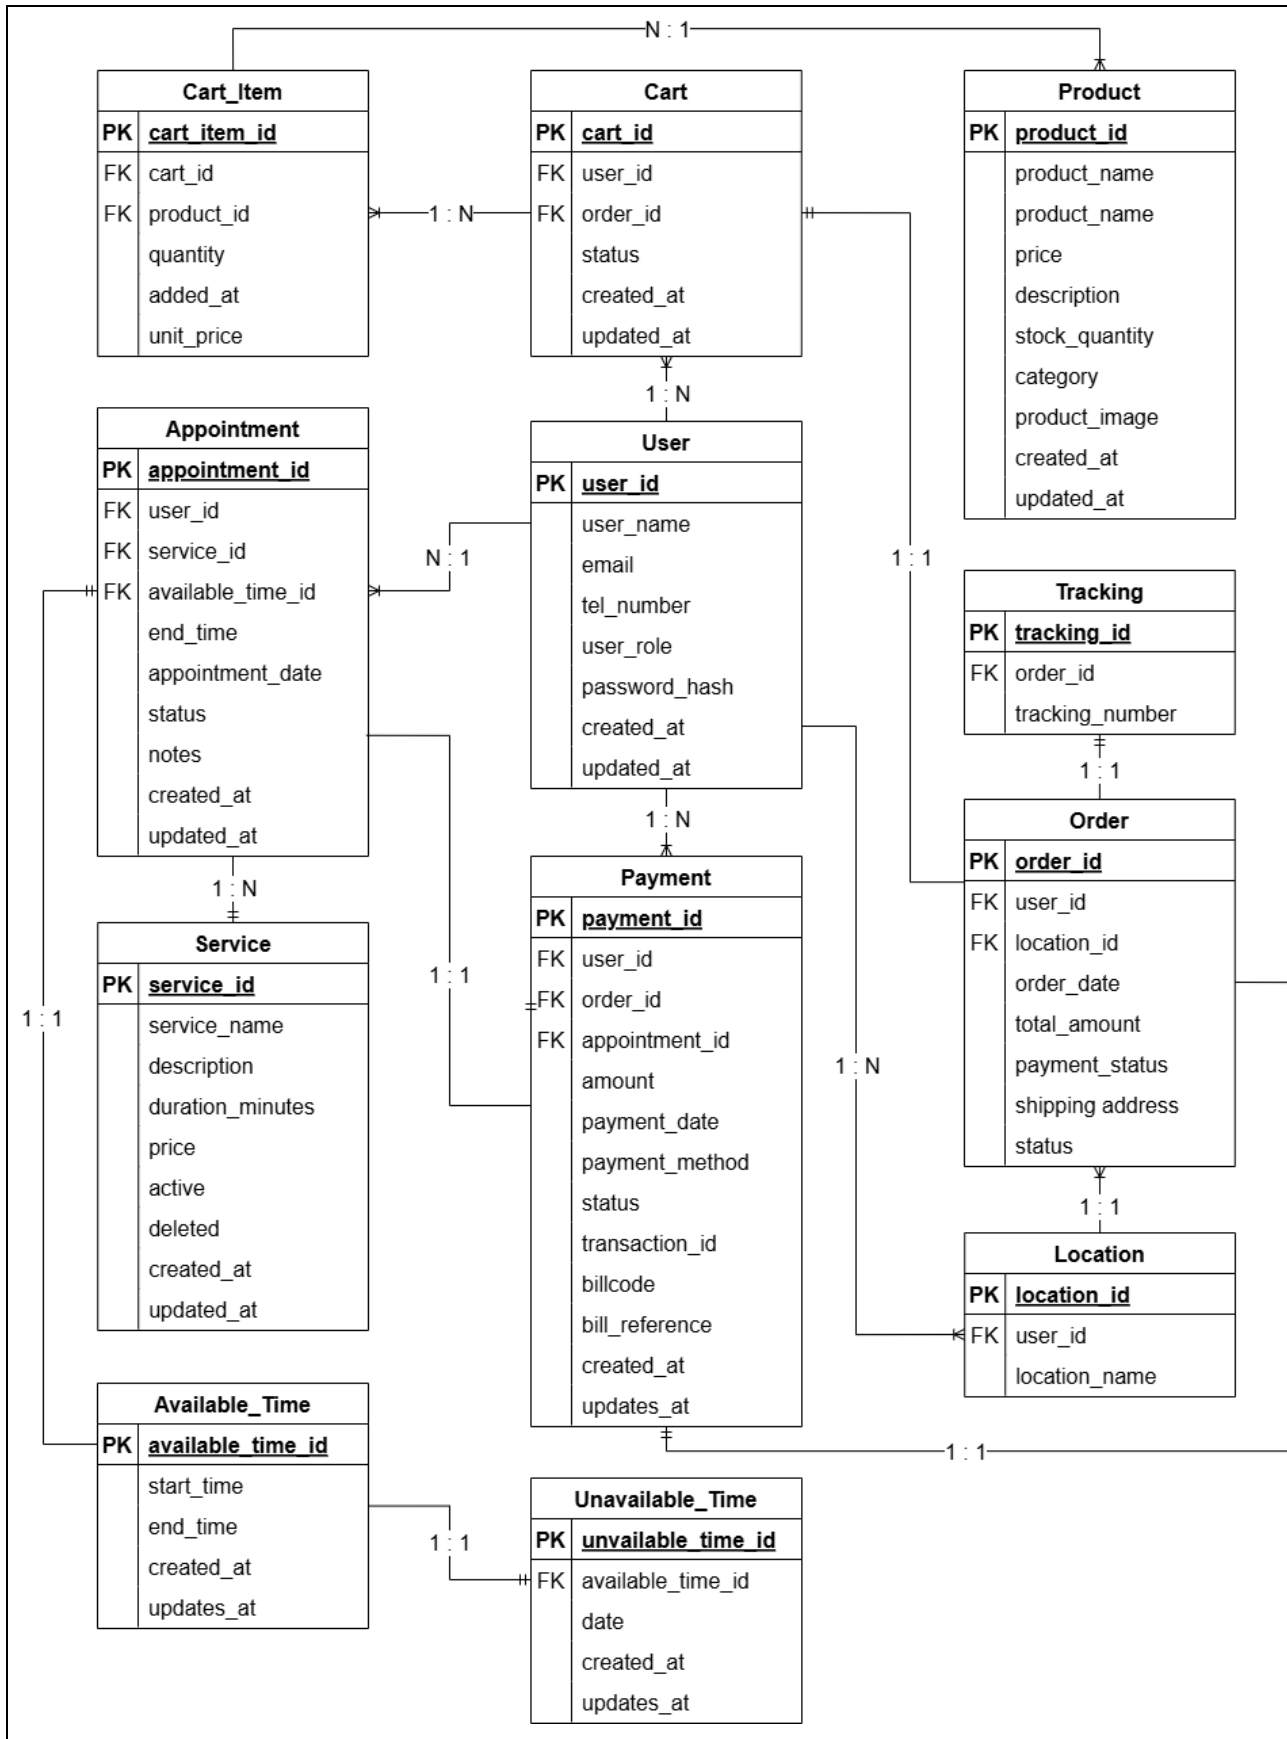 N : 1
Cart_Item
PK cart_item_id
FK cart_id
FK product_id
quantity
added_at
unit_price
1 : N
Cart
PK cart_id
FK user_id
FK order_id
status
created_at
updated_at
Product
PK product_id
product_name
product_name
price
description
stock_quantity
category
product_image
created_at
updated_at
1 : N
Appointment
PK appointment_id
FK user_id
FK service_id
FK available_time_id
end_time
appointment_date
status
notes
created_at
updated_at
N : 1
User
PK user_id
user_name
email
tel_number
user_role
password_hash
created_at
updated_at
1 : 1
Tracking
PK tracking_id
FK order_id
tracking_number
1 : 1
Order
PK order_id
FK user_id
FK location_id
order_date
total_amount
payment_status
shipping address
status
1 : N
1 : N
Service
PK service_id
service_name
description
duration_minutes
price
active
deleted
created_at
updated_at
1 : 1
1 : 1
Payment
PK payment_id
FK user_id
FK order_id
FK appointment_id
amount
payment_date
payment_method
status
transaction_id
billcode
bill_reference
created_at
updates_at
1 : N
1 : 1
Location
PK location_id
FK user_id
location_name
Available_Time
PK available_time_id
start_time
end_time
created_at
updates_at
1 : 1
1 : 1
Unavailable_Time
PK unvailable_time_id
FK available_time_id
date
created_at
updates_at